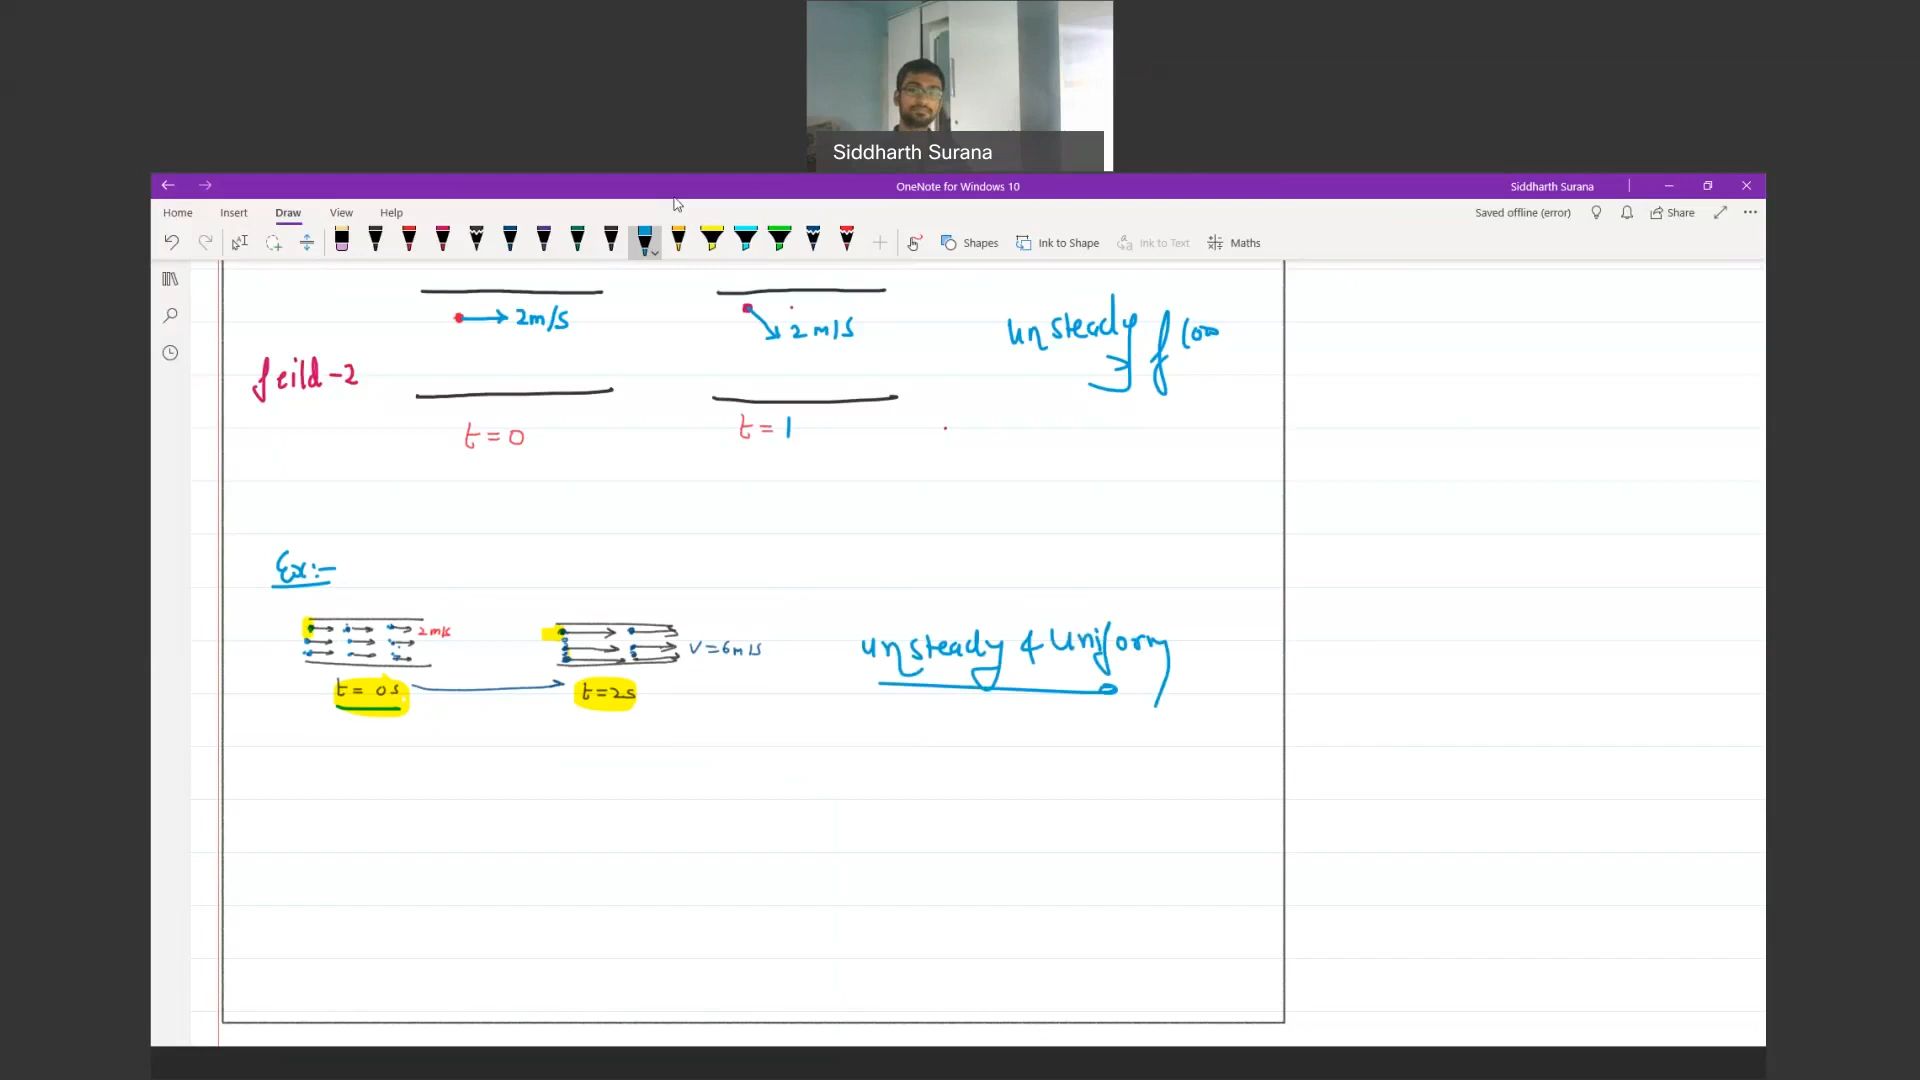 Siddharth Surana
OneNote for Windows 10
Siddharth Surana
Home Insert Draw View Help
Saved offline (error)
Share
Shapes
Ink to Shape
Ink to Text
Maths
2m/s
2 m/s
unsteady
feild-2
t = 0
t = 1
Ex:-
2m/s
V = 6m/s
unsteady & uniform
t = 0s
t = 2s